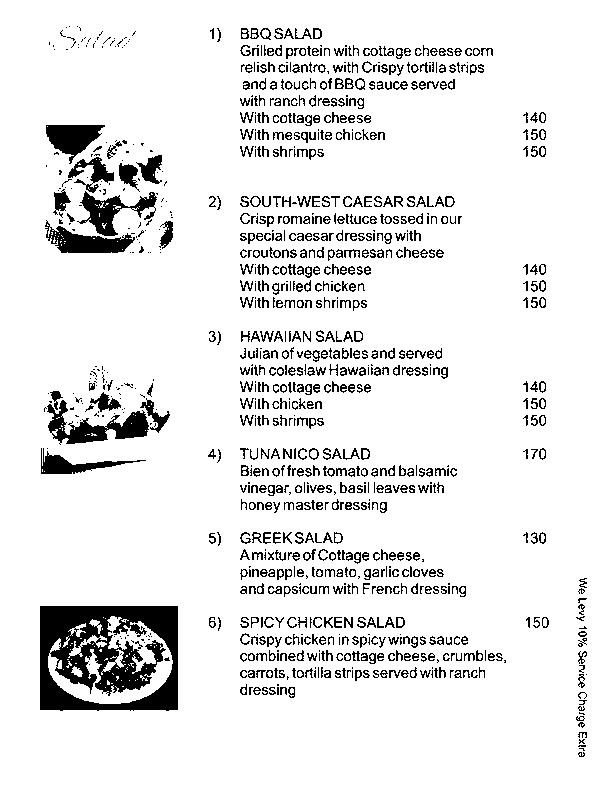 Salad
1) BBQ SALAD
Grilled protein with cottage cheese corn
relish cilantro, with Crispy tortilla strips
and a touch of BBQ sauce served
with ranch dressing
With cottage cheese 140
With mesquite chicken 150
With shrimps 150
2) SOUTH-WEST CAESAR SALAD
Crisp romaine lettuce tossed in our
special caesar dressing with
croutons and parmesan cheese
With cottage cheese 140
With grilled chicken 150
With lemon shrimps 150
3) HAWAIIAN SALAD
Julian of vegetables and served
with coleslaw Hawaiian dressing
With cottage cheese 140
With chicken 150
With shrimps 150
4) TUNA NICO SALAD 170
Bien of fresh tomato and balsamic
vinegar, olives, basil leaves with
honey master dressing
5) GREEK SALAD 130
A mixture of Cottage cheese,
pineapple, tomato, garlic cloves
and capsicum with French dressing
6) SPICY CHICKEN SALAD 150
Crispy chicken in spicy wings sauce
combined with cottage cheese, crumbles,
carrots, tortilla strips served with ranch
dressing
We Levy 10% Service Charge Extra